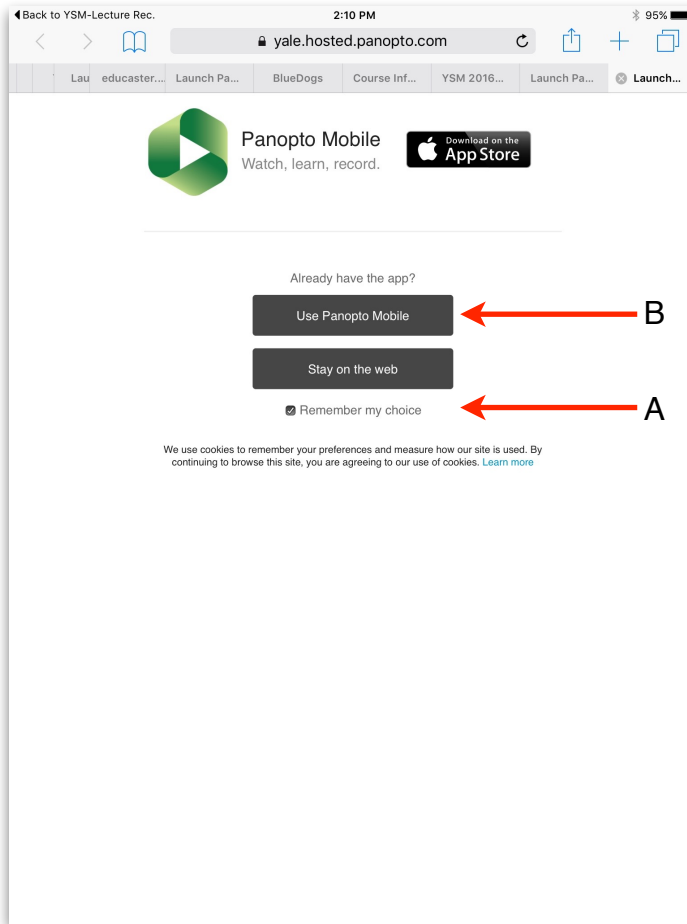 Back to YSM-Lecture Rec. 2:10 PM 95%
yale.hosted.panopto.com
Lau educaster.... Launch Pa... BlueDogs Course Inf... YSM 2016... Launch Pa... Launch...
Panopto Mobile
Watch, learn, record.
Download on the
App Store
Already have the app?
Use Panopto Mobile B
Stay on the web
Remember my choice A
We use cookies to remember your preferences and measure how our site is used. By
continuing to browse this site, you are agreeing to our use of cookies. Learn more